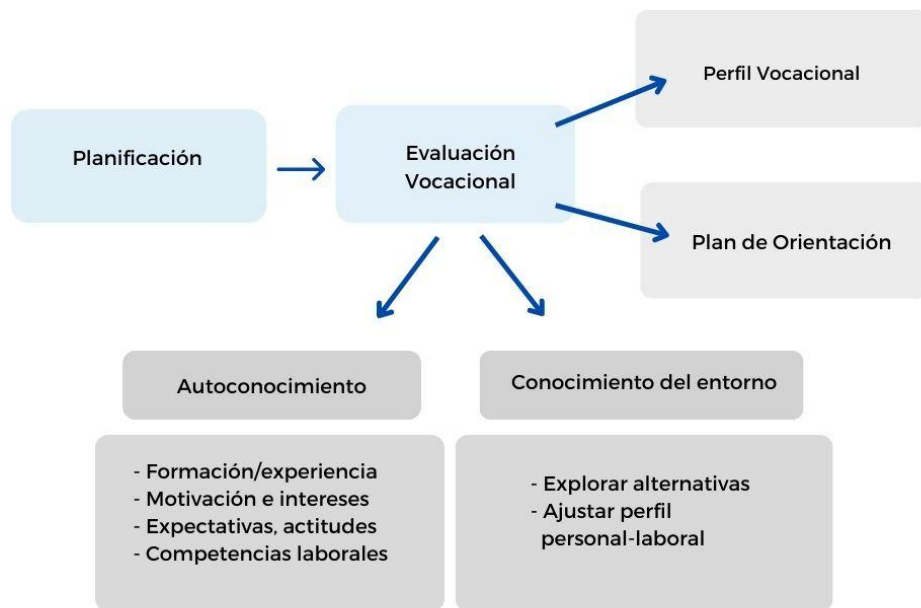 Perfil Vocacional
Planificación
Evaluación
Vocacional
Plan de Orientación
Autoconocimiento
Conocimiento del entorno
- Formación/experiencia
- Motivación e intereses
- Expectativas, actitudes
- Competencias laborales
- Explorar alternativas
- Ajustar perfil
personal-laboral